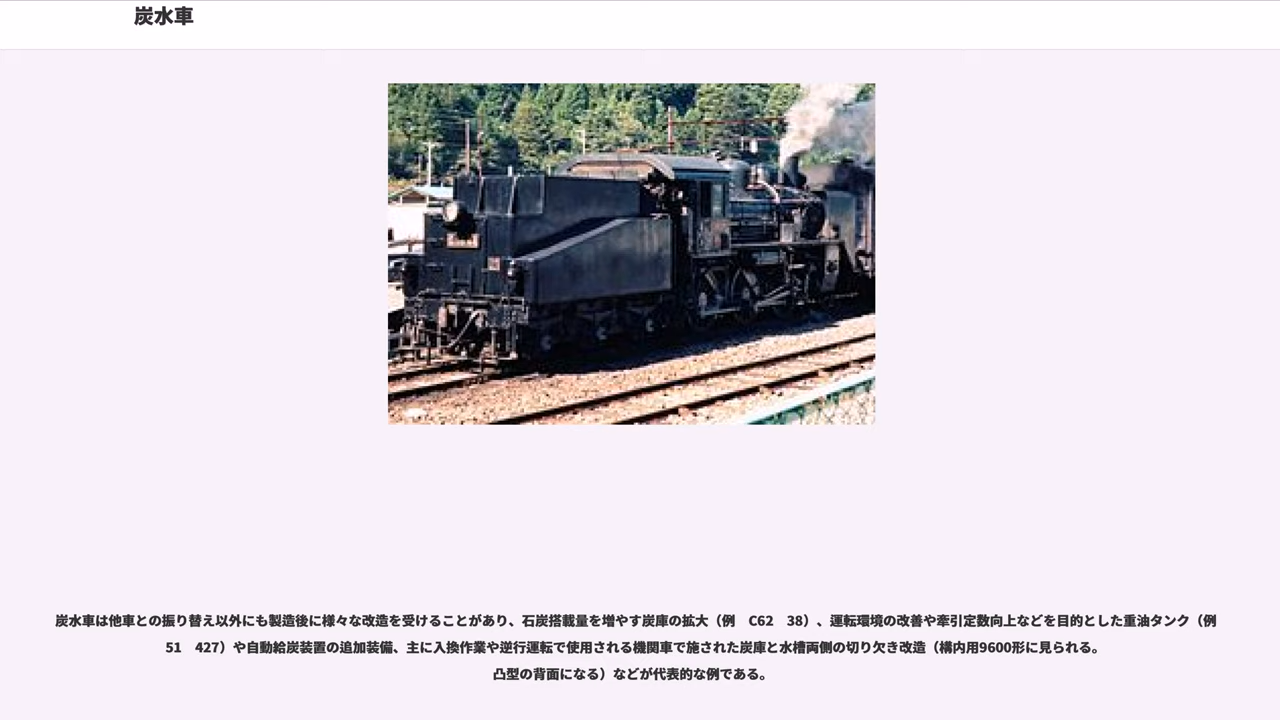 炭水車
炭水車は他車との振り替え以外にも製造後に様々な改造を受けることがあり、石炭搭載量を増やす炭庫の拡大（例　C62　38）、運転環境の改善や牽引定数向上などを目的とした重油タンク（例
51　427）や自動給炭装置の追加装備、主に入換作業や逆行運転で使用される機関車で施された炭庫と水槽両側の切り欠き改造（構内用9600形に見られる。
凸型の背面になる）などが代表的な例である。